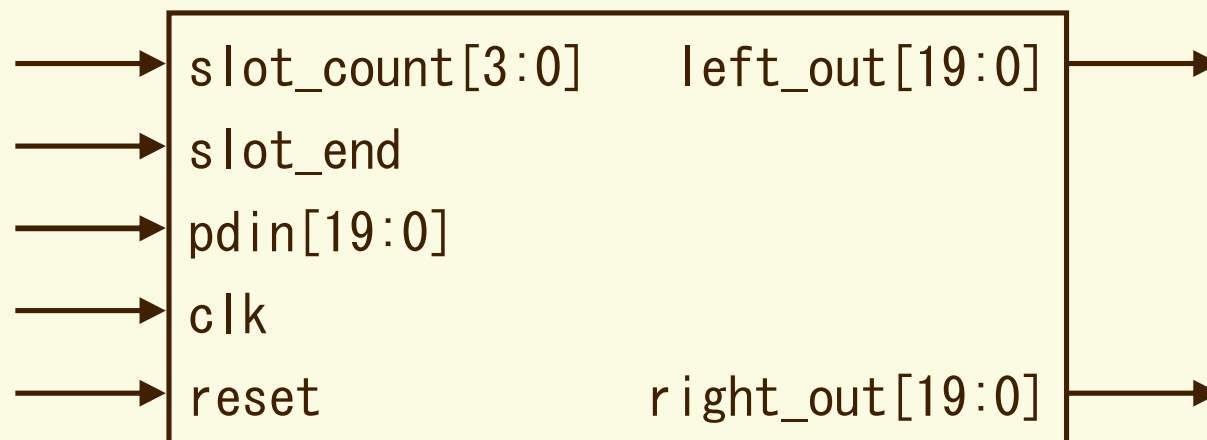 slot_count[3:0] left_out[19:0]
slot_end
pdin[19:0]
clk
reset right_out[19:0]